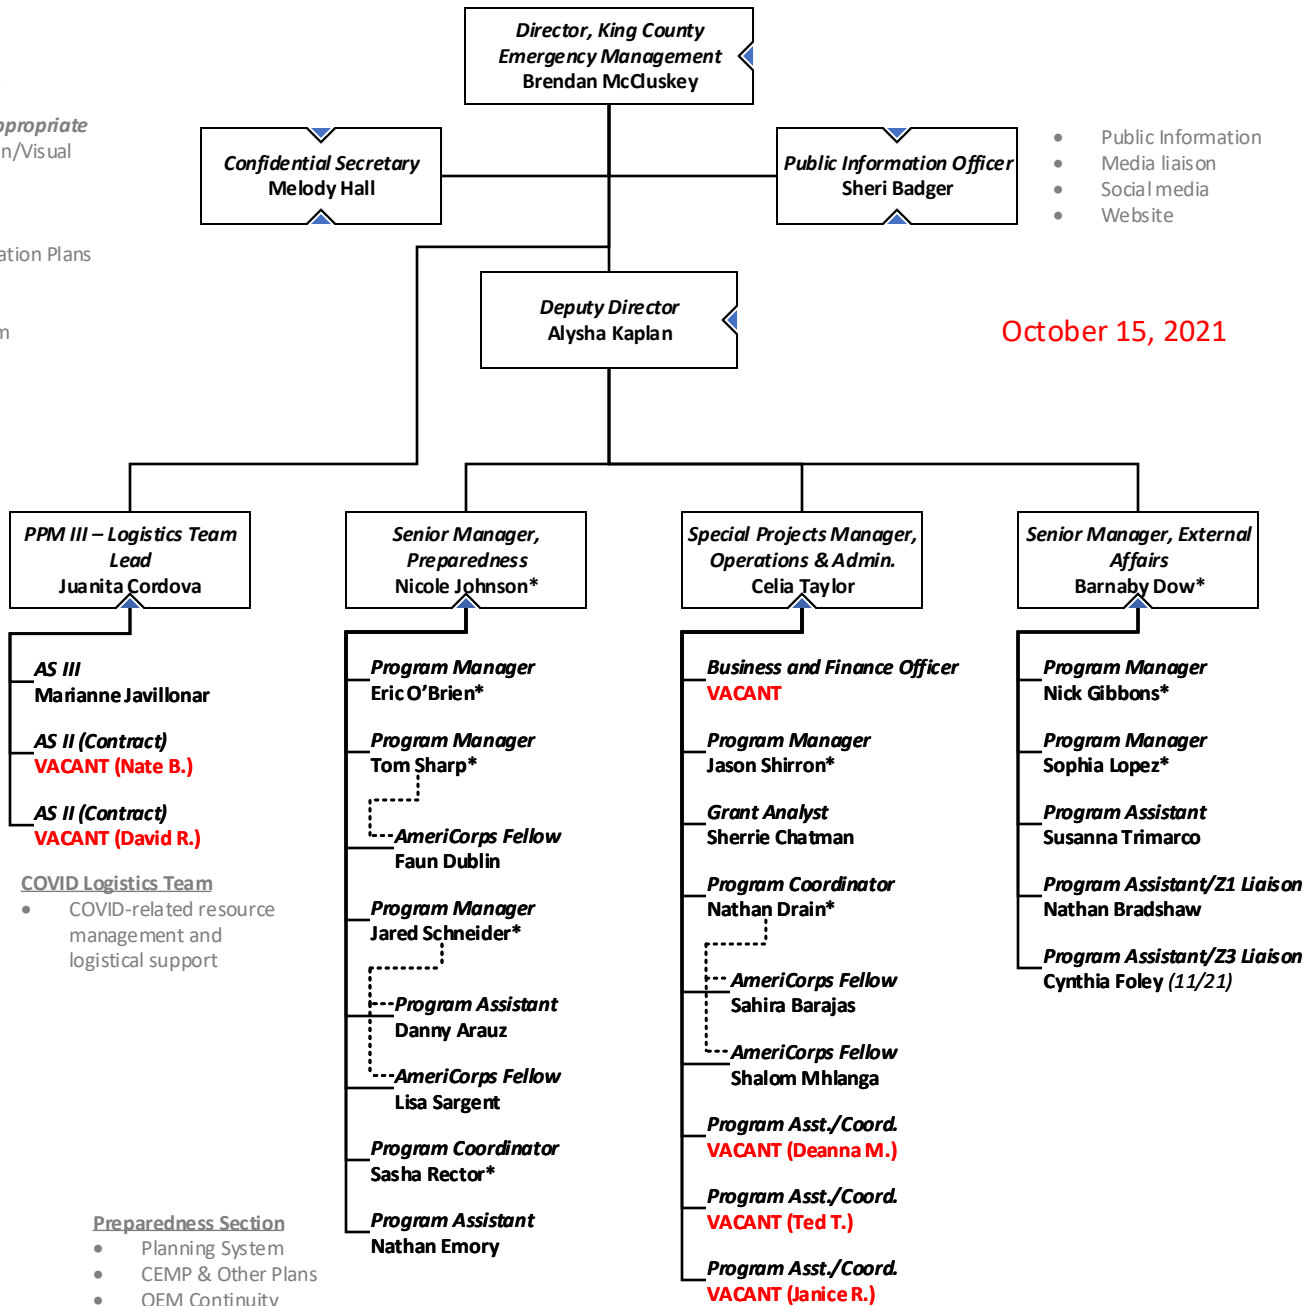 Director, King County
Emergency Management
Brendan McCluskey
Confidential Secretary
Melody Hall
Public Information Officer
Sheri Badger
• Public Information
• Media liaison
• Social media
• Website
ppropriate
n/Visual
ation Plans
m
Deputy Director
Alysha Kaplan
October 15, 2021
PPM III – Logistics Team
Lead
Juanita Cordova
AS III
Marianne Javillonar
AS II (Contract)
VACANT (Nate B.)
AS II (Contract)
VACANT (David R.)
COVID Logistics Team
• COVID-related resource
management and
logistical support
Senior Manager,
Preparedness
Nicole Johnson*
Program Manager
Eric O’Brien*
Program Manager
Tom Sharp*
AmeriCorps Fellow
Faun Dublin
Program Manager
Jared Schneider*
Program Assistant
Danny Arauz
AmeriCorps Fellow
Lisa Sargent
Program Coordinator
Sasha Rector*
Program Assistant
Nathan Emory
Preparedness Section
• Planning System
• CEMP & Other Plans
• OEM Continuity
Special Projects Manager,
Operations & Admin.
Celia Taylor
Business and Finance Officer
VACANT
Program Manager
Jason Shirron*
Grant Analyst
Sherrie Chatman
Program Coordinator
Nathan Drain*
AmeriCorps Fellow
Sahira Barajas
AmeriCorps Fellow
Shalom Mhlanga
Program Asst./Coord.
VACANT (Deanna M.)
Program Asst./Coord.
VACANT (Ted T.)
Program Asst./Coord.
VACANT (Janice R.)
Senior Manager, External
Affairs
Barnaby Dow*
Program Manager
Nick Gibbons*
Program Manager
Sophia Lopez*
Program Assistant
Susanna Trimarco
Program Assistant/Z1 Liaison
Nathan Bradshaw
Program Assistant/Z3 Liaison
Cynthia Foley (11/21)